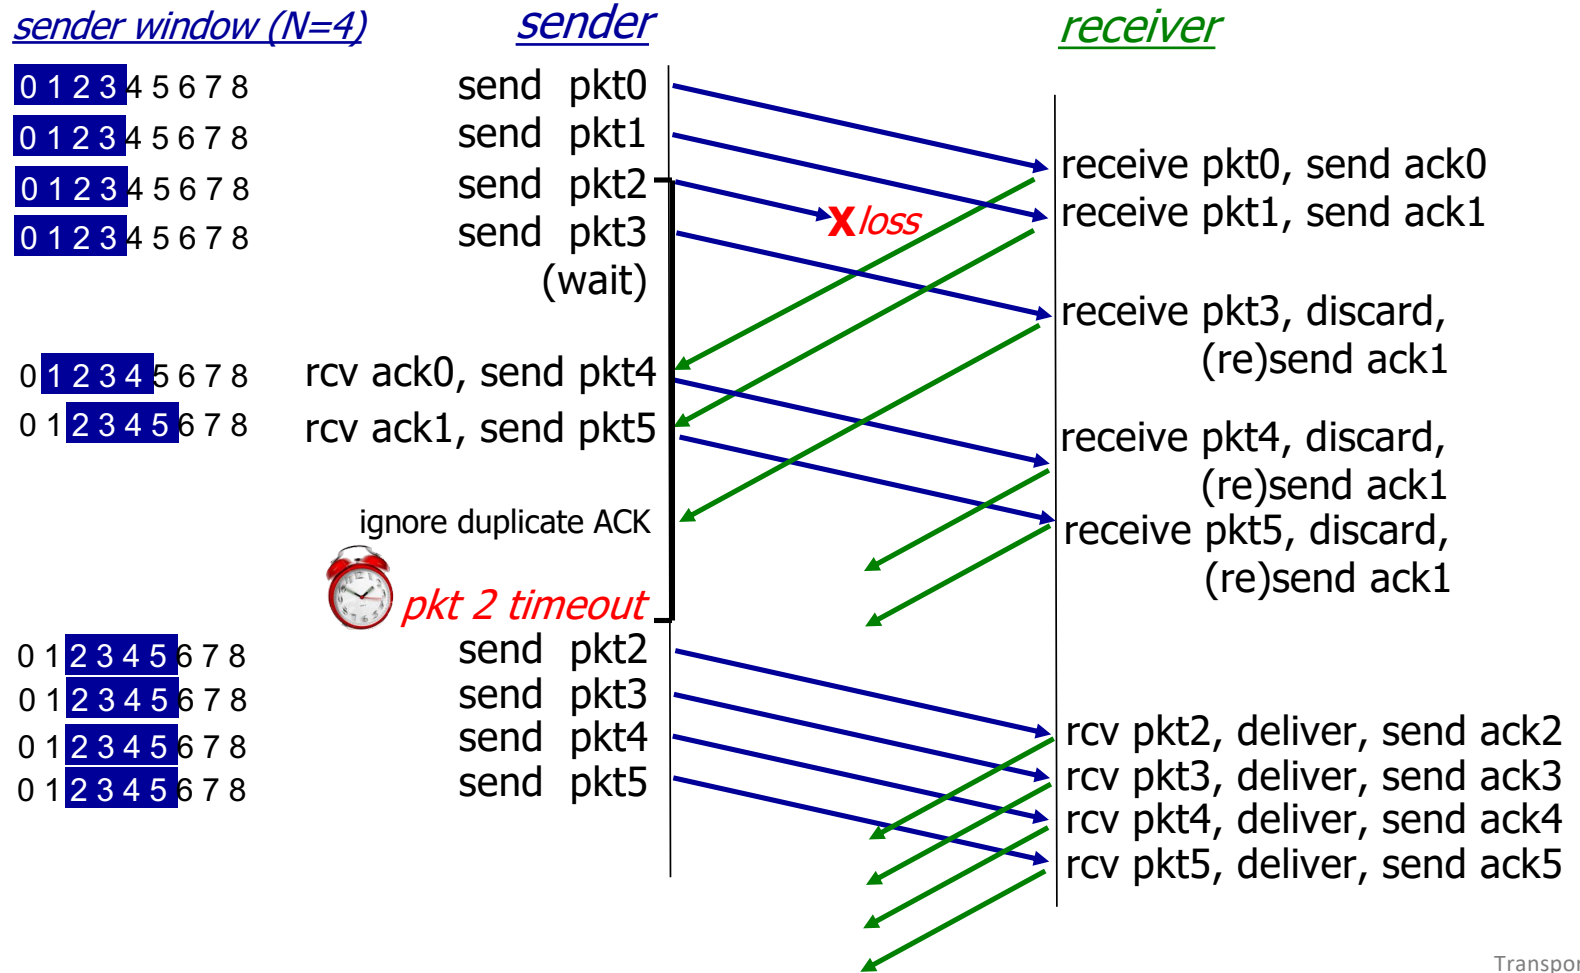 sender window (N=4) sender receiver
0 1 2 3 4 5 6 7 8 send pkt0
0 1 2 3 4 5 6 7 8 send pkt1
receive pkt0, send ack0
0 1 2 3 4 5 6 7 8 send pkt2
receive pkt1, send ack1
X loss
0 1 2 3 4 5 6 7 8 send pkt3
(wait)
receive pkt3, discard,
(re)send ack1
0 1 2 3 4 5 6 7 8 rcv ack0, send pkt4
0 1 2 3 4 5 6 7 8 rcv ack1, send pkt5
receive pkt4, discard,
(re)send ack1
ignore duplicate ACK
receive pkt5, discard,
(re)send ack1
pkt 2 timeout
0 1 2 3 4 5 6 7 8 send pkt2
0 1 2 3 4 5 6 7 8 send pkt3
0 1 2 3 4 5 6 7 8 send pkt4
0 1 2 3 4 5 6 7 8 send pkt5
rcv pkt2, deliver, send ack2
rcv pkt3, deliver, send ack3
rcv pkt4, deliver, send ack4
rcv pkt5, deliver, send ack5
Transpor